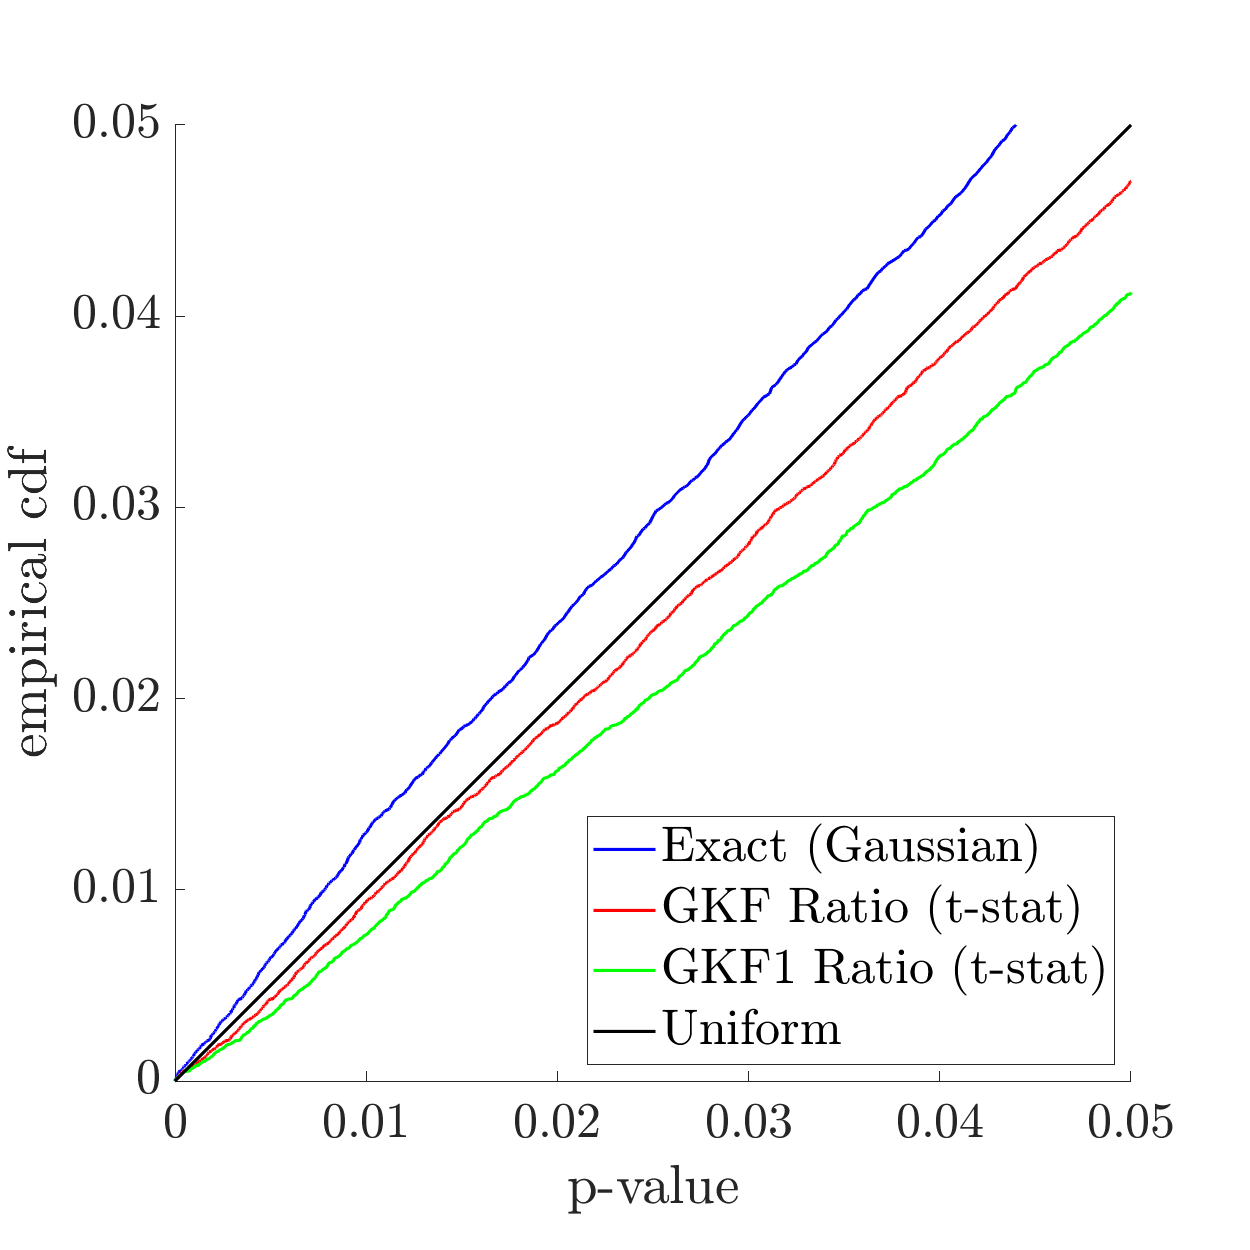 0.05
0.04
0.03
0.02
0.01
0
empirical cdf
Exact (Gaussian)
GKF Ratio (t-stat)
GKF1 Ratio (t-stat)
Uniform
0 0.01 0.02 0.03 0.04 0.05
p-value